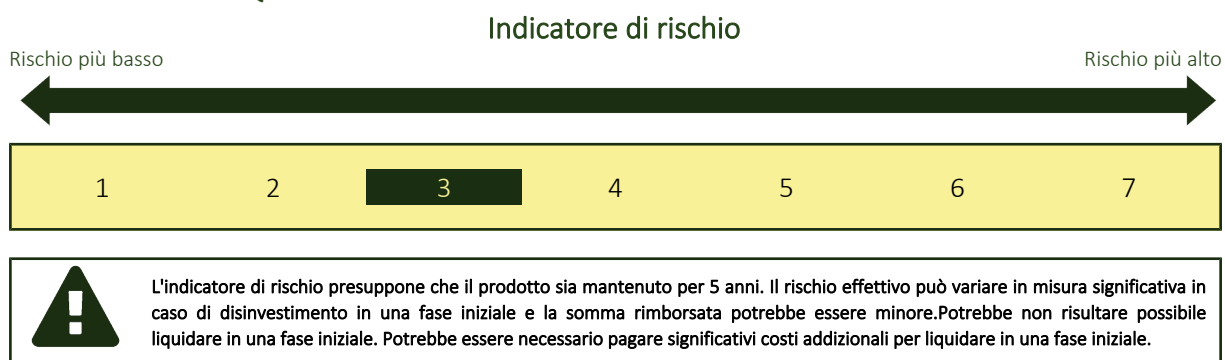 Indicatore di rischio
Rischio più basso
Rischio più alto
1 2 3 4 5 6 7
L'indicatore di rischio presuppone che il prodotto sia mantenuto per 5 anni. Il rischio effettivo può variare in misura significativa in
caso di disinvestimento in una fase iniziale e la somma rimborsata potrebbe essere minore.Potrebbe non risultare possibile
liquidare in una fase iniziale. Potrebbe essere necessario pagare significativi costi addizionali per liquidare in una fase iniziale.